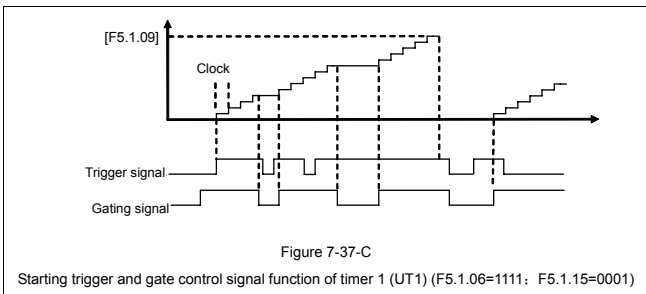 [F5.1.09]
Clock
Trigger signal
Gating signal
Figure 7-37-C
Starting trigger and gate control signal function of timer 1 (UT1) (F5.1.06=1111；F5.1.15=0001)